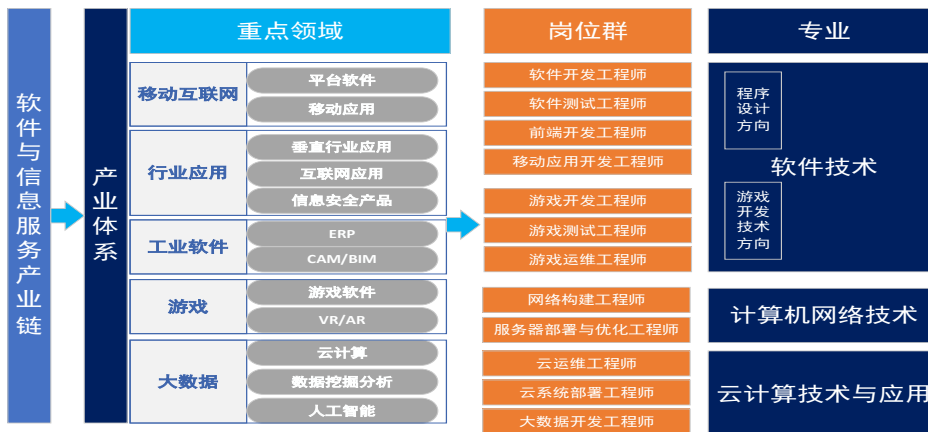 软件与信息服务产业链
产业体系
重点领域
移动互联网
平台软件
移动应用
行业应用
垂直行业应用
互联网应用
信息安全产品
工业软件
ERP
CAM/BIM
游戏
游戏软件
VR/AR
大数据
云计算
数据挖掘分析
人工智能
岗位群
软件开发工程师
软件测试工程师
前端开发工程师
移动应用开发工程师
游戏开发工程师
游戏测试工程师
游戏运维工程师
网络构建工程师
服务器部署与优化工程师
云运维工程师
云系统部署工程师
大数据开发工程师
专业
程序
设计
方向
软件技术
游戏
开发
技术
方向
计算机网络技术
云计算技术与应用